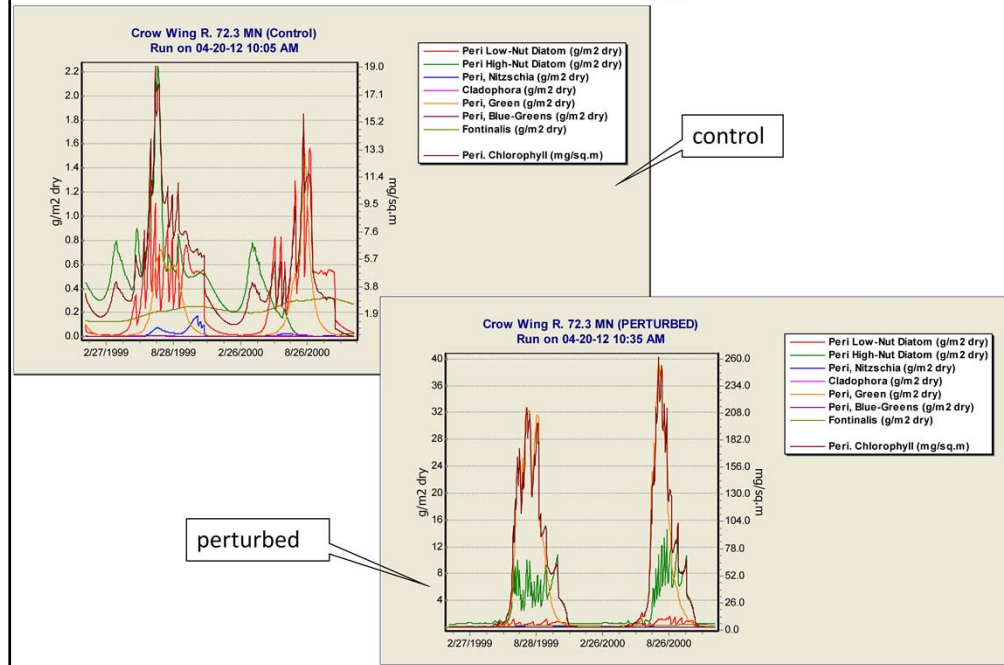 Crow Wing R. 72.3 MN (Control)
Run on 04-20-12 10:05 AM
Peri Low-Nut Diatom (g/m2 dry)
Peri High-Nut Diatom (g/m2 dry)
Peri, Nitzschia (g/m2 dry)
Cladophora (g/m2 dry)
Peri, Green (g/m2 dry)
Peri, Blue-Greens (g/m2 dry)
Fontinalis (g/m2 dry)
Peri. Chlorophyll (mg/sq.m)
control
g/m2 dry
2.2
2.0
1.8
1.6
1.4
1.2
1.0
0.8
0.6
0.4
0.2
0.0
19.0
17.1
15.2
13.3
11.4
9.5
7.6
5.7
3.8
1.9
mg/sq.m
2/27/1999 8/28/1999 2/26/2000 8/26/2000
Crow Wing R. 72.3 MN (PERTURBED)
Run on 04-20-12 10:35 AM
Peri Low-Nut Diatom (g/m2 dry)
Peri High-Nut Diatom (g/m2 dry)
Peri, Nitzschia (g/m2 dry)
Cladophora (g/m2 dry)
Peri, Green (g/m2 dry)
Peri, Blue-Greens (g/m2 dry)
Fontinalis (g/m2 dry)
Peri. Chlorophyll (mg/sq.m)
perturbed
g/m2 dry
40
36
32
28
24
20
16
12
8
4
260.0
234.0
208.0
182.0
156.0
130.0
104.0
78.0
52.0
26.0
0.0
mg/sq.m
2/27/1999 8/28/1999 2/26/2000 8/26/2000